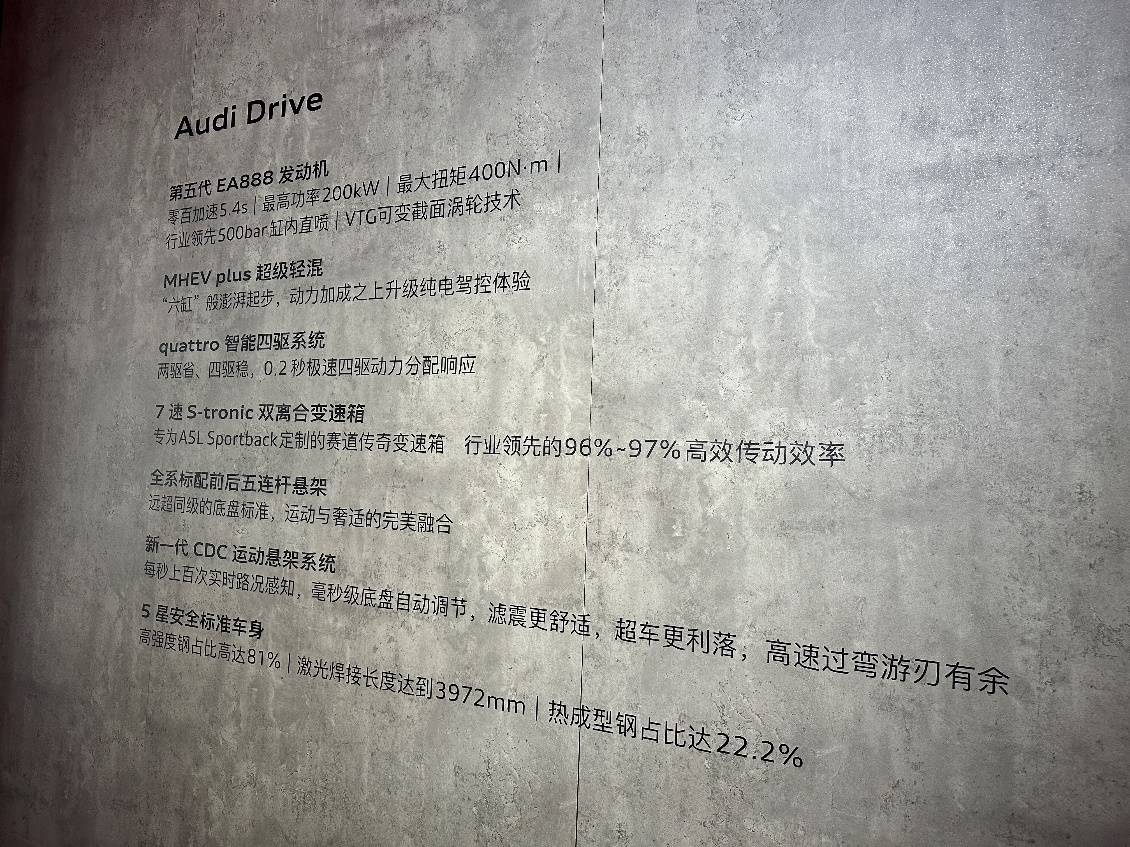 Audi Drive
第五代 EA888 发动机
零百加速5.4s | 最高功率200kW | 最大扭矩400N·m |
行业领先500bar缸内直喷 | VTG可变截面涡轮技术
MHEV plus 超级轻混
“六缸”般澎湃起步，动力加成之上升级纯电驾控体验
quattro 智能四驱系统
两驱省、四驱稳，0.2秒极速四驱动力分配响应
7 速 S-tronic 双离合变速箱
专为A5L Sportback定制的赛道传奇变速箱 行业领先的96%~97%高效传动效率
全系标配前后五连杆悬架
远超同级的底盘标准，运动与奢适的完美融合
新一代 CDC 运动悬架系统
每秒上百次实时路况感知，毫秒级底盘自动调节，滤震更舒适，超车更利落，高速过弯游刃有余
5 星安全标准车身
高强度钢占比高达81% | 激光焊接长度达到3972mm | 热成型钢占比达22.2%